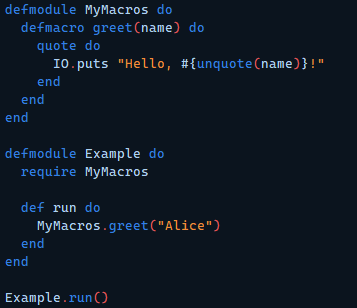 defmodule MyMacros do
  defmacro greet(name) do
    quote do
      IO.puts "Hello, #{unquote(name)}!"
    end
  end
end

defmodule Example do
  require MyMacros

  def run do
    MyMacros.greet("Alice")
  end
end

Example.run()